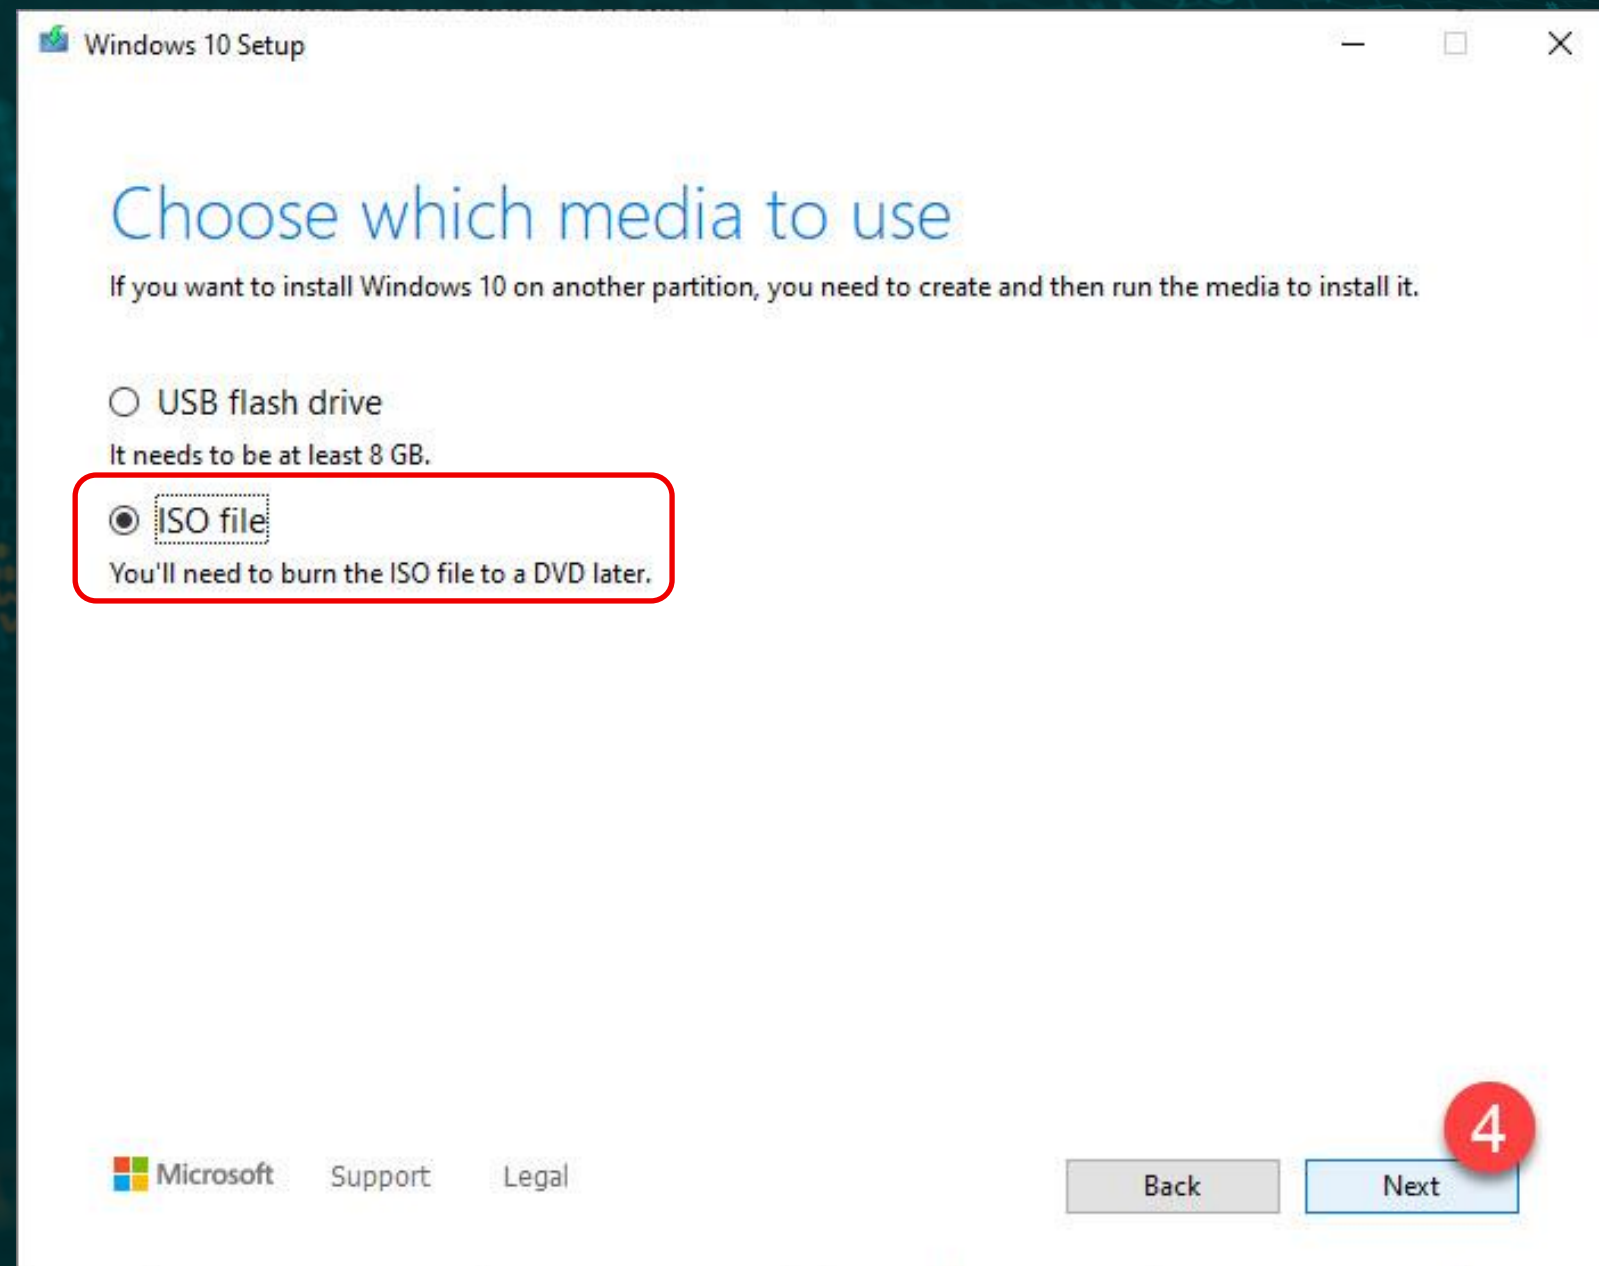 Windows 10 Setup
Choose which media to use
If you want to install Windows 10 on another partition, you need to create and then run the media to install it.
USB flash drive
It needs to be at least 8 GB.
ISO file
You'll need to burn the ISO file to a DVD later.
4
Microsoft Support Legal Back Next